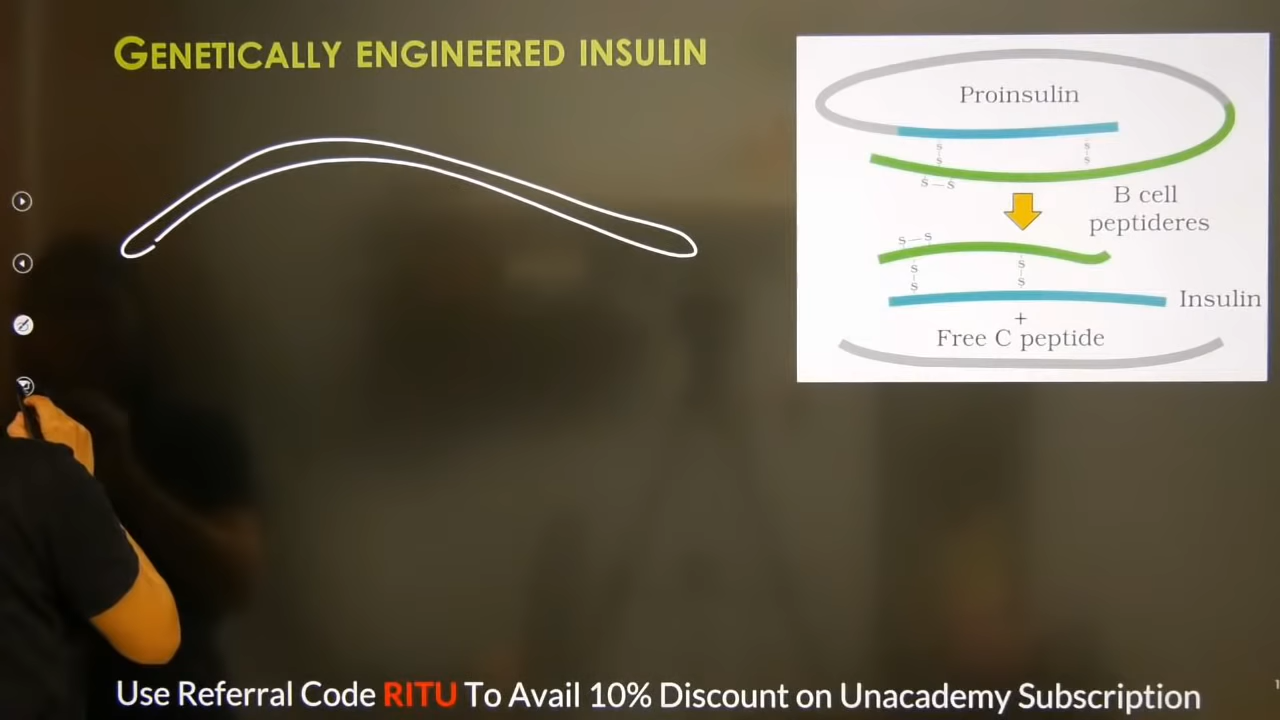 GENETICALLY ENGINEERED INSULIN
Proinsulin
s
s
s
s
s
s
B cell
peptideres
s
s
s
s
s
s
Insulin
+
Free C peptide
Use Referral Code RITU To Avail 10% Discount on Unacademy Subscription
1